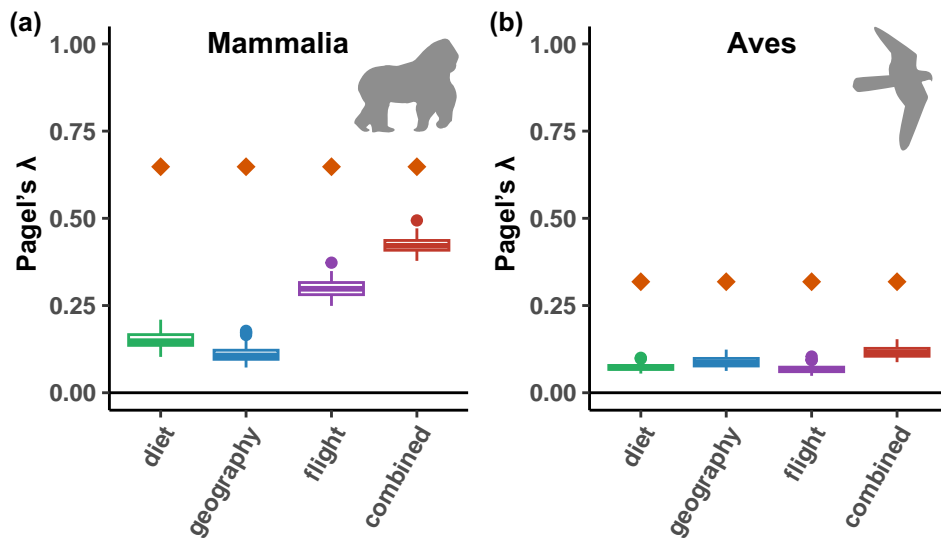 (a)
Mammalia
Pagel's λ
1.00
0.75
0.50
0.25
0.00
diet
geography
flight
combined
(b)
Aves
Pagel's λ
1.00
0.75
0.50
0.25
0.00
diet
geography
flight
combined